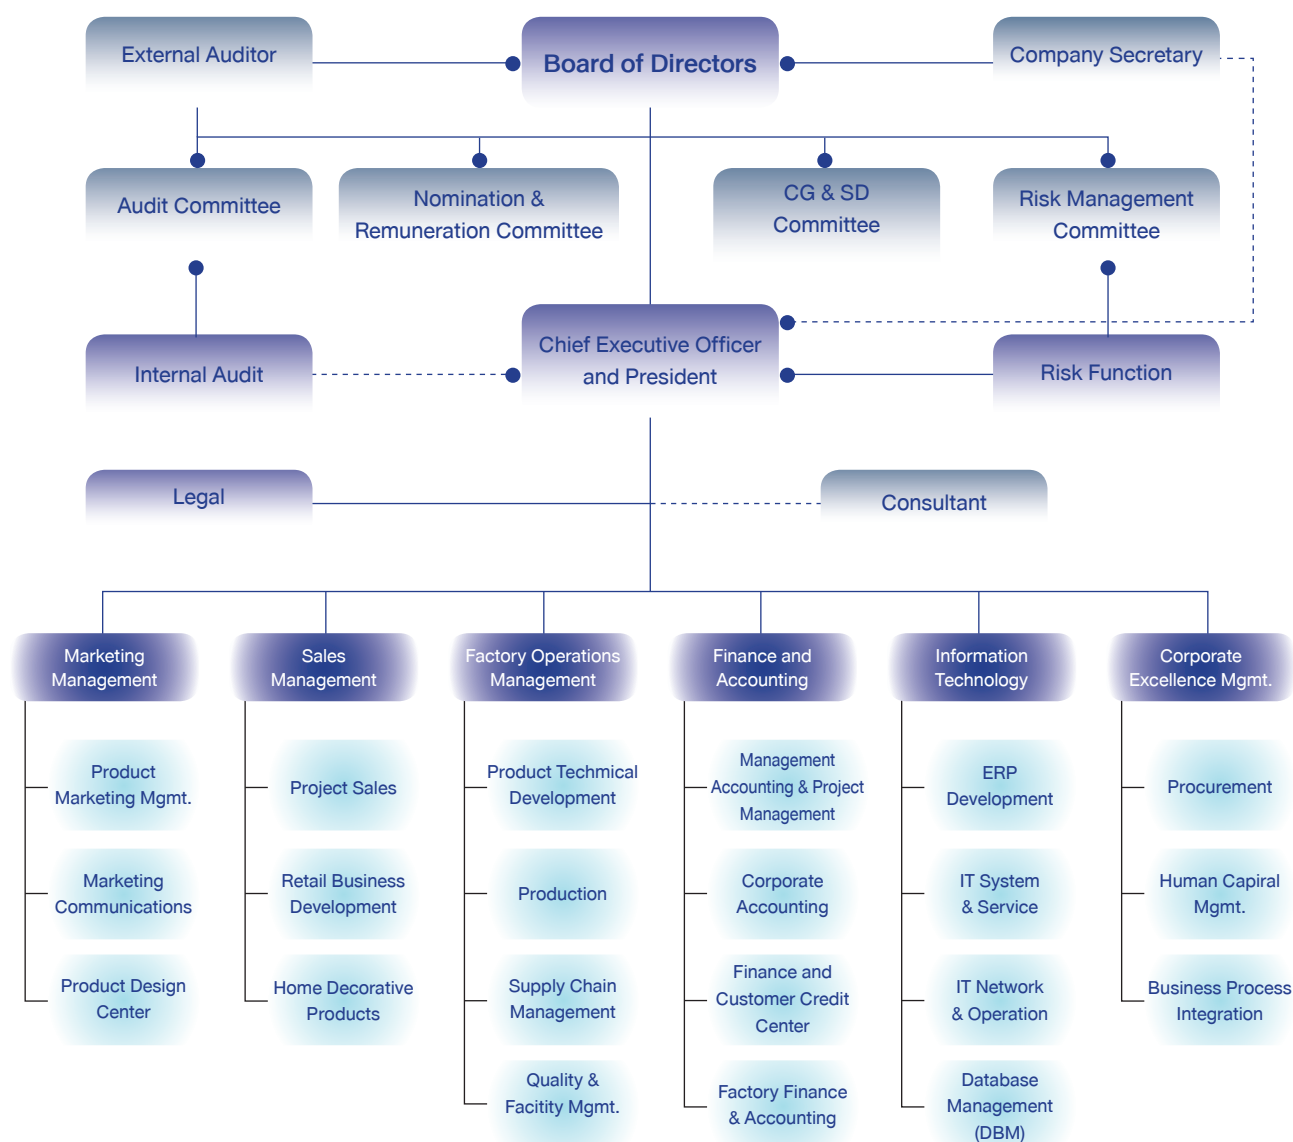 External Auditor
Board of Directors
Company Secretary
Audit Committee
Nomination &
Remuneration Committee
CG & SD
Committee
Risk Management
Committee
Internal Audit
Chief Executive Officer
and President
Risk Function
Legal
Consultant
Marketing
Management
Sales
Management
Factory Operations
Management
Finance and
Accounting
Information
Technology
Corporate
Excellence Mgmt.
Product
Marketing Mgmt.
Project Sales
Product Techmical
Development
Management
Accounting & Project
Management
ERP
Development
Procurement
Marketing
Communications
Retail Business
Development
Production
Corporate
Accounting
IT System
& Service
Human Capiral
Mgmt.
Product Design
Center
Home Decorative
Products
Supply Chain
Management
Finance and
Customer Credit
Center
IT Network
& Operation
Business Process
Integration
Quality &
Facitity Mgmt.
Factory Finance
& Accounting
Database
Management
(DBM)